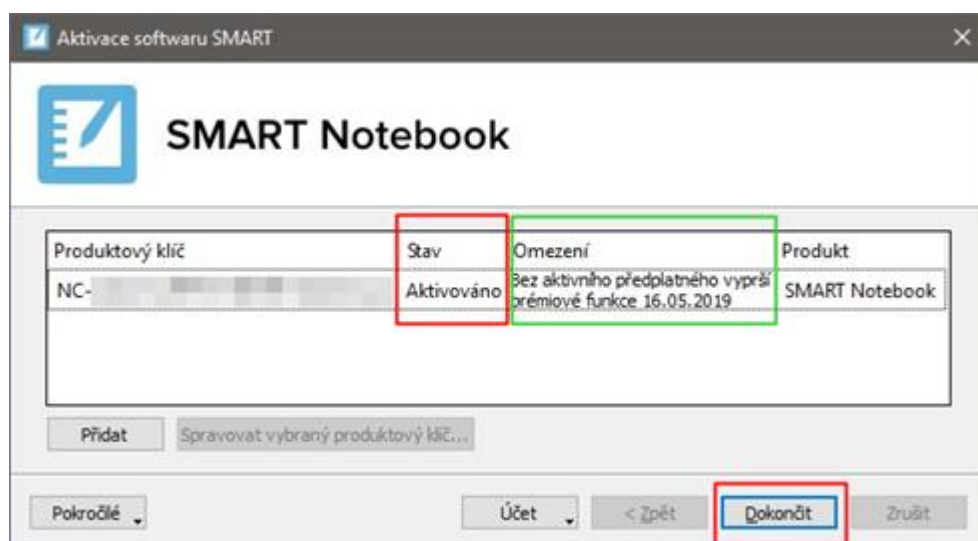 Aktivace softwaru SMART
SMART Notebook
Produktový klíč Stav Omezení Produkt
NC- Aktivováno Bez aktivního předplatného vyprší prémiové funkce 16.05.2019 SMART Notebook
Přidat Spravovat vybraný produktový klíč...
Pokročilé Účet < Zpět Dokončit Zrušit